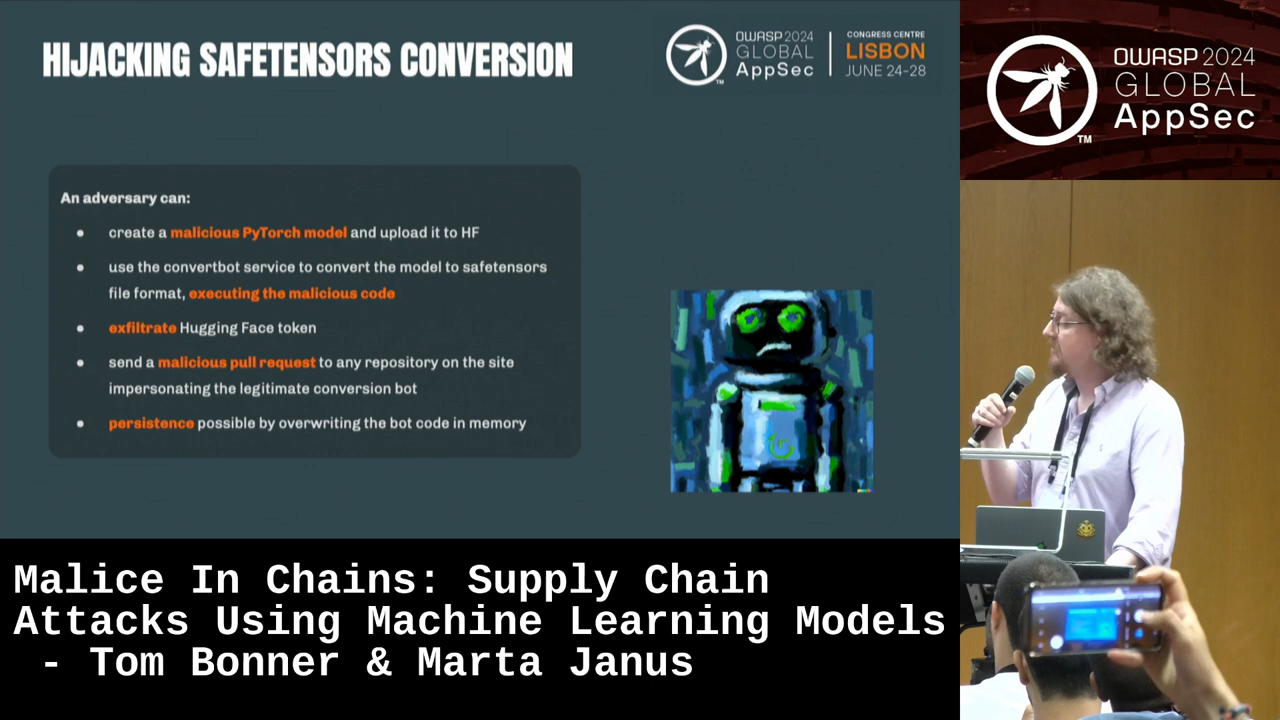 HIJACKING SAFETENSORS CONVERSION
OWASP 2024
GLOBAL
AppSec
TM
CONGRESS CENTRE
LISBON
JUNE 24-28
An adversary can:
● create a malicious PyTorch model and upload it to HF
● use the convertbot service to convert the model to safetensors
file format, executing the malicious code
● exfiltrate Hugging Face token
● send a malicious pull request to any repository on the site
impersonating the legitimate conversion bot
● persistence possible by overwriting the bot code in memory
OWASP 2024
GLOBAL
AppSec
TM
Malice In Chains: Supply Chain
Attacks Using Machine Learning Models
- Tom Bonner & Marta Janus